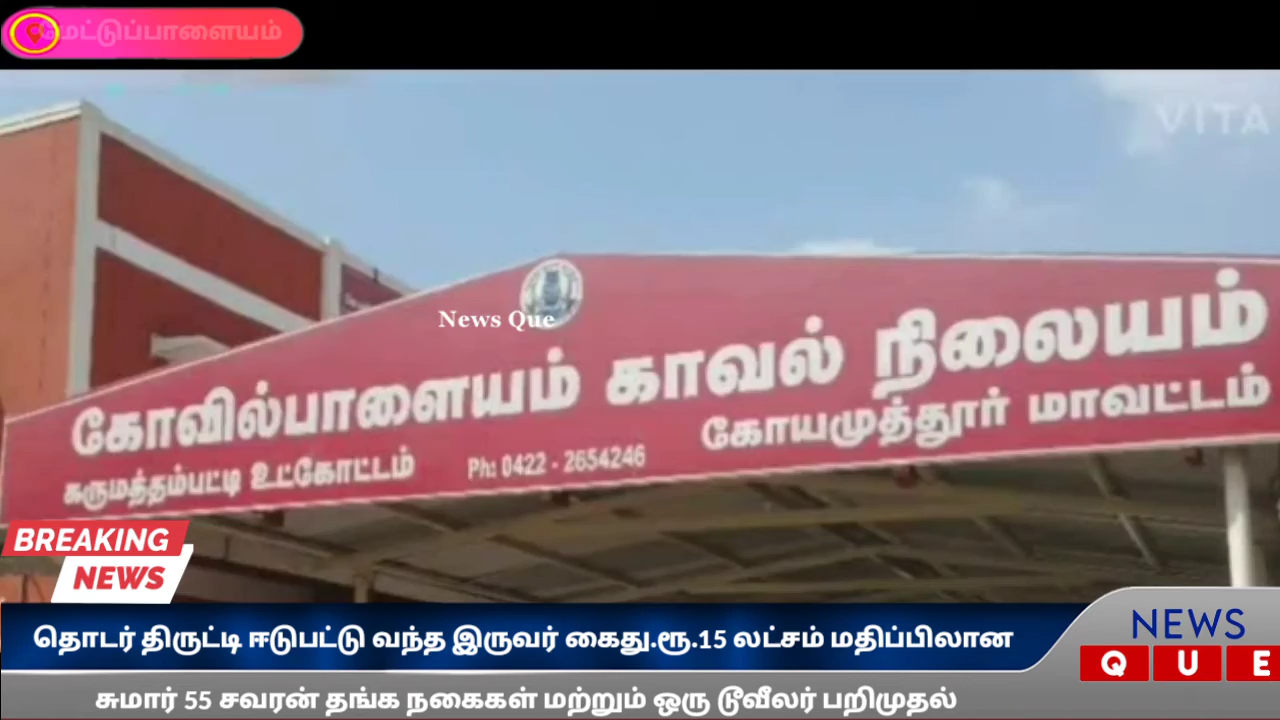 மேட்டுப்பாளையம்
VITA
News Que
கோவில்பாளையம் காவல் நிலையம்
கருமத்தம்பட்டி உட்கோட்டம் Ph: 0422 - 2654246 கோயமுத்தூர் மாவட்டம்
BREAKING
NEWS
தொடர் திருட்டி ஈடுபட்டு வந்த இருவர் கைது.ரூ.15 லட்சம் மதிப்பிலான
சுமார் 55 சவரன் தங்க நகைகள் மற்றும் ஒரு டூவீலர் பறிமுதல்
NEWS
QUE